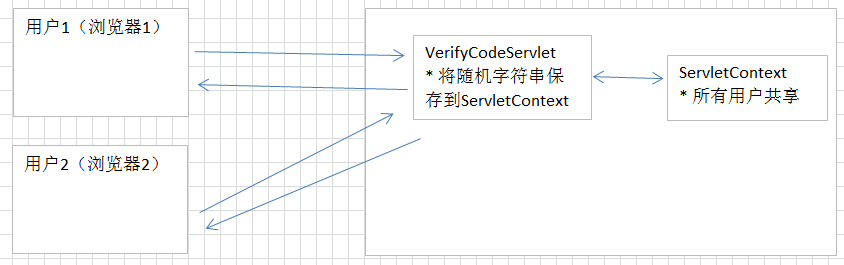 用户1（浏览器1）
VerifyCodeServlet
* 将随机字符串保
存到ServletContext
ServletContext
* 所有用户共享
用户2（浏览器2）